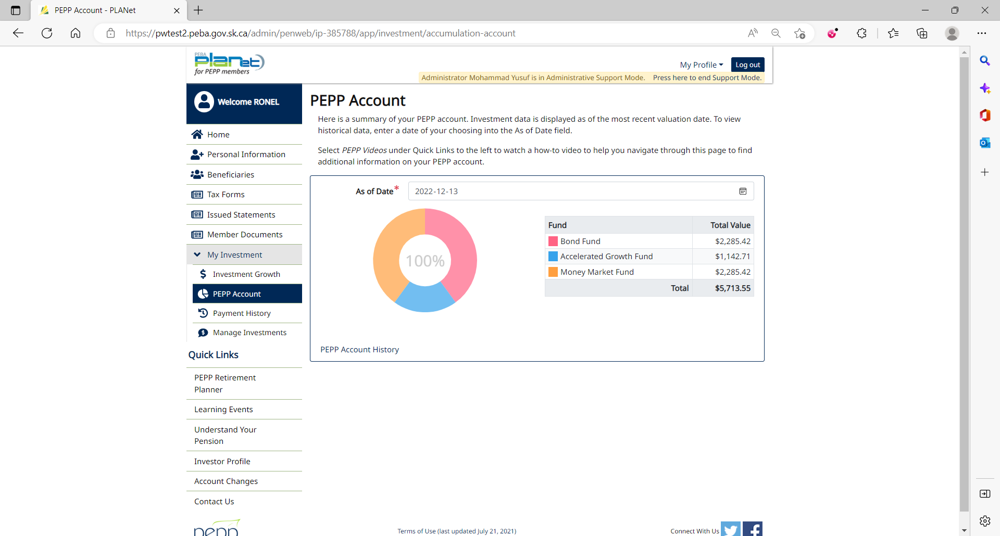 PEPP Account - PLANet
https://pwtest2.peba.gov.sk.ca/admin/penweb/ip-385788/app/investment/accumulation-account
PEBA
planet
for PEPP members
My Profile
Log out
Administrator Mohammad Yusuf is in Administrative Support Mode. Press here to end Support Mode.
Welcome RONEL
Home
Personal Information
Beneficiaries
Tax Forms
Issued Statements
Member Documents
My Investment
Investment Growth
PEPP Account
Payment History
Manage Investments
Quick Links
PEPP Retirement
Planner
Learning Events
Understand Your
Pension
Investor Profile
Account Changes
Contact Us
pepp
PEPP Account
Here is a summary of your PEPP account. Investment data is displayed as of the most recent valuation date. To view
historical data, enter a date of your choosing into the As of Date field.
Select PEPP Videos under Quick Links to the left to watch a how-to video to help you navigate through this page to find
additional information on your PEPP account.
As of Date* 2022-12-13
100%
Fund Total Value
Bond Fund $2,285.42
Accelerated Growth Fund $1,142.71
Money Market Fund $2,285.42
Total $5,713.55
PEPP Account History
Terms of Use (last updated July 21, 2021)
Connect With Us